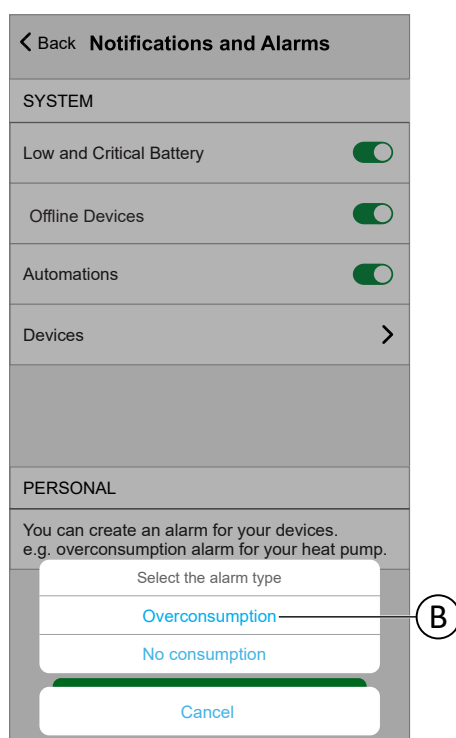 Back Notifications and Alarms
SYSTEM
Low and Critical Battery
Offline Devices
Automations
Devices
PERSONAL
You can create an alarm for your devices.
e.g. overconsumption alarm for your heat pump.
Select the alarm type
Overconsumption
B
No consumption
Cancel